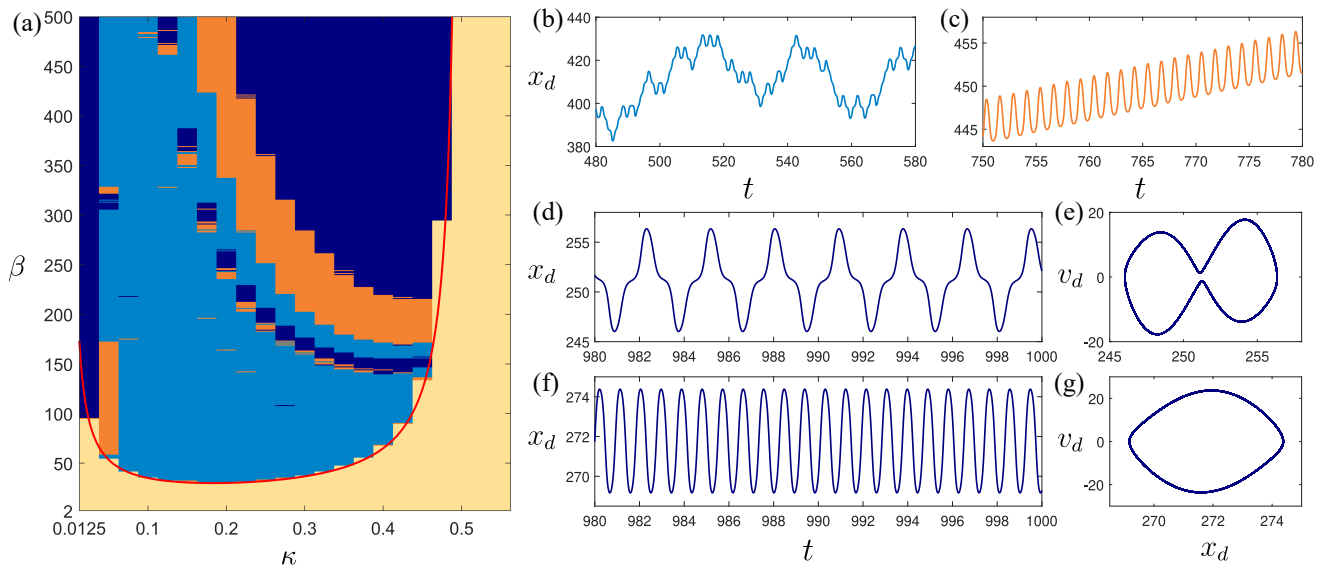 (a)
500
450
400
350
300
250
200
150
100
50
2
β
0.0125 0.1 0.2 0.3 0.4 0.5
κ
(b)
440
420
400
380
x_d
480 500 520 540 560 580
t
(c)
455
450
445
750 755 760 765 770 775 780
t
(d)
255
250
245
x_d
980 982 984 986 988 990 992 994 996 998 1000
(e)
20
0
-20
v_d
245 250 255
(f)
274
272
270
x_d
980 982 984 986 988 990 992 994 996 998 1000
t
(g)
20
0
-20
v_d
270 272 274
x_d